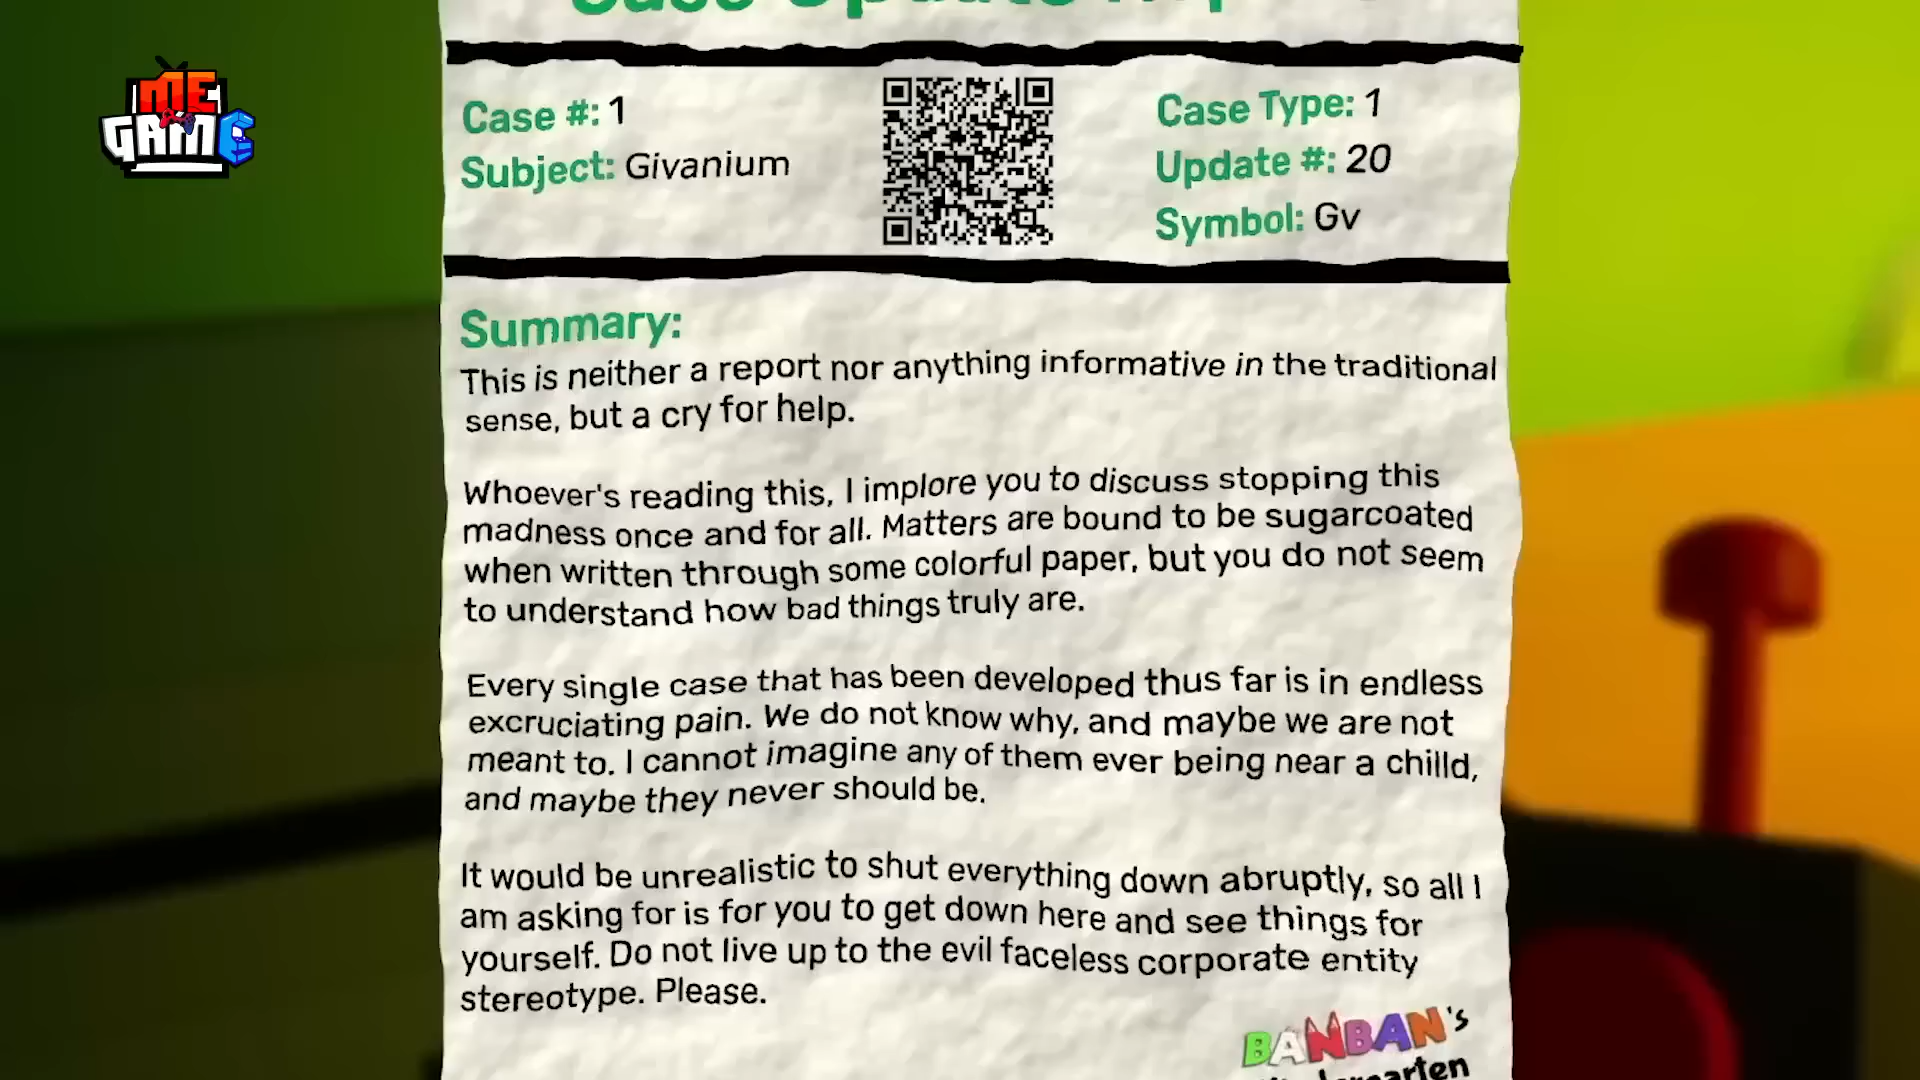 ME
GAME
Case Update
Case #: 1
Subject: Givanium
Case Type: 1
Update #: 20
Symbol: Gv
Summary:
This is neither a report nor anything informative in the traditional
sense, but a cry for help.
Whoever's reading this, I implore you to discuss stopping this
madness once and for all. Matters are bound to be sugarcoated
when written through some colorful paper, but you do not seem
to understand how bad things truly are.
Every single case that has been developed thus far is in endless
excruciating pain. We do not know why, and maybe we are not
meant to. I cannot imagine any of them ever being near a chilld,
and maybe they never should be.
It would be unrealistic to shut everything down abruptly, so all I
am asking for is for you to get down here and see things for
yourself. Do not live up to the evil faceless corporate entity
stereotype. Please.
BANBAN's
Kindergarten